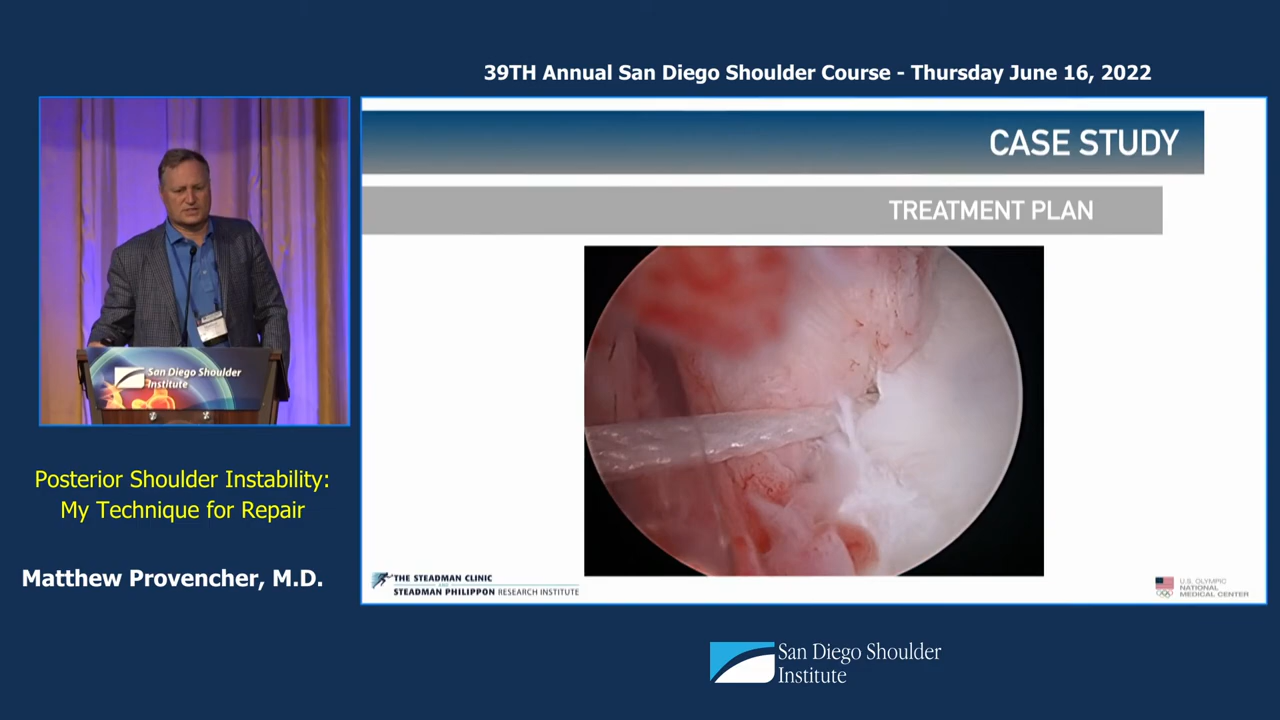 39TH Annual San Diego Shoulder Course - Thursday June 16, 2022
CASE STUDY
TREATMENT PLAN
San Diego Shoulder
Institute
Posterior Shoulder Instability:
My Technique for Repair
Matthew Provencher, M.D.
THE STEADMAN CLINIC
AND
STEADMAN PHILIPPON RESEARCH INSTITUTE
U.S. OLYMPIC
NATIONAL
MEDICAL CENTER
San Diego Shoulder
Institute